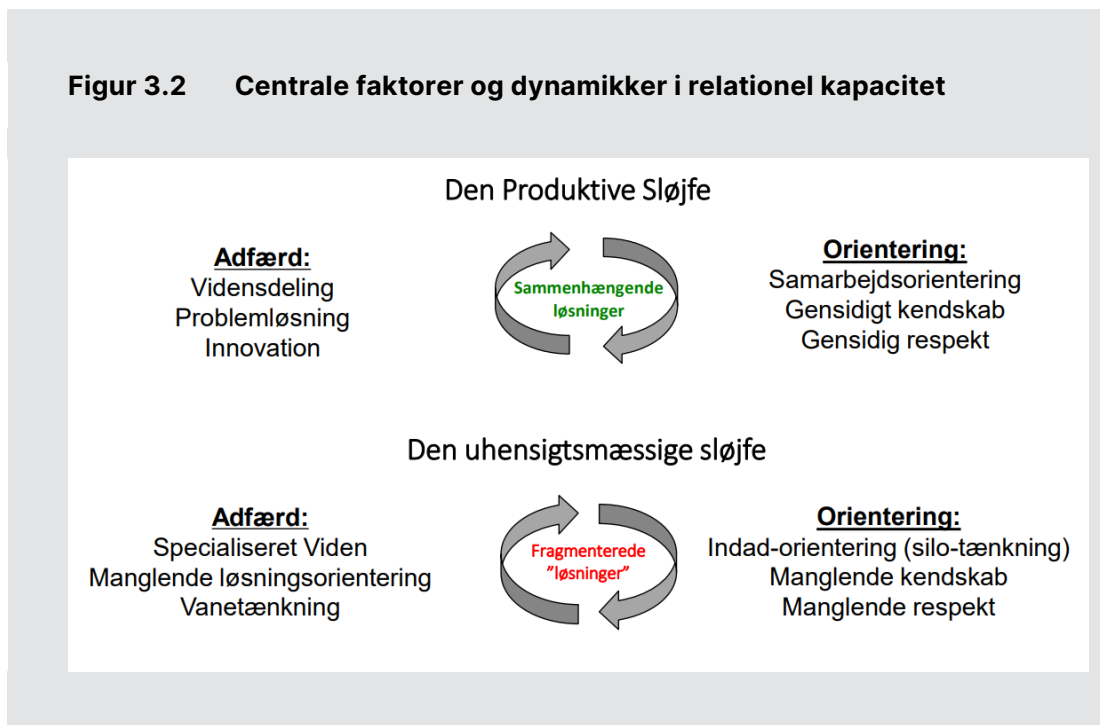 Figur 3.2 Centrale faktorer og dynamikker i relationel kapacitet
Den Produktive Sløjfe
Adfærd:
Vidensdeling
Problemløsning
Innovation
Sammenhængende
løsninger
Orientering:
Samarbejdsorientering
Gensidigt kendskab
Gensidig respekt
Den uhensigtsmæssige sløjfe
Adfærd:
Specialiseret Viden
Manglende løsningsorientering
Vanetænkning
Fragmenterede
”løsninger”
Orientering:
Indad-orientering (silo-tænkning)
Manglende kendskab
Manglende respekt